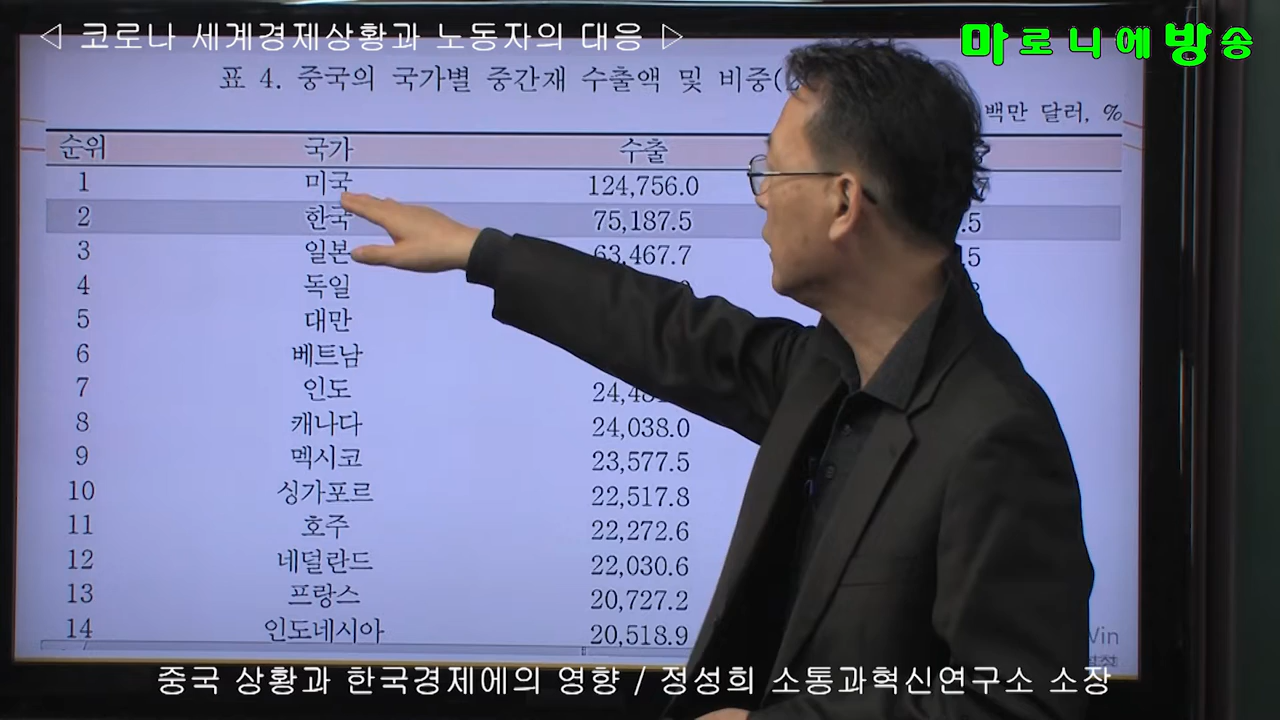 ◁ 코로나 세계경제상황과 노동자의 대응 ▷
마로니에방송
표 4. 중국의 국가별 중간재 수출액 및 비중(
백만 달러, %
순위 국가 수출
1 미국 124,756.0
2 한국 75,187.5 .5
3 일본 63,467.7 .5
4 독일
5 대만
6 베트남
7 인도
8 캐나다 24,038.0
9 멕시코 23,577.5
10 싱가포르 22,517.8
11 호주 22,272.6
12 네덜란드 22,030.6
13 프랑스 20,727.2
14 인도네시아 20,518.9
중국 상황과 한국경제에의 영향 / 정성희 소통과혁신연구소 소장